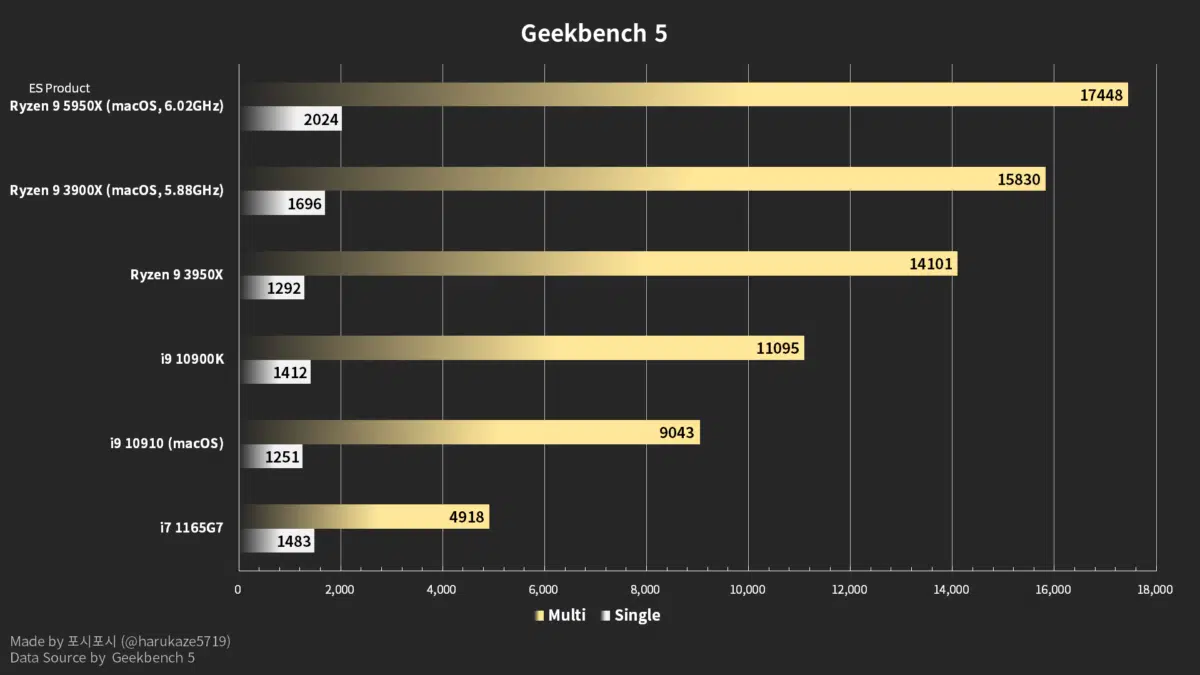 Geekbench 5
ES Product
Ryzen 9 5950X (macOS, 6.02GHz)
17448
2024
Ryzen 9 3900X (macOS, 5.88GHz)
15830
1696
Ryzen 9 3950X
14101
1292
i9 10900K
11095
1412
i9 10910 (macOS)
9043
1251
i7 1165G7
4918
1483
0 2,000 4,000 6,000 8,000 10,000 12,000 14,000 16,000 18,000
Multi Single
Made by 포시포시 (@harukaze5719)
Data Source by Geekbench 5